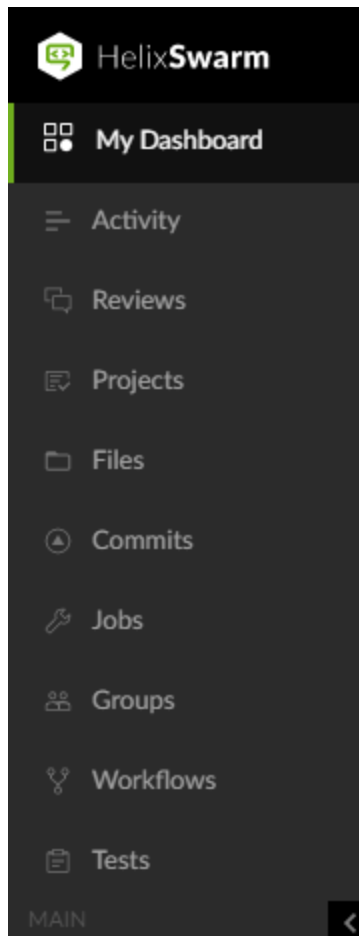 HelixSwarm
My Dashboard
Activity
Reviews
Projects
Files
Commits
Jobs
Groups
Workflows
Tests
MAIN